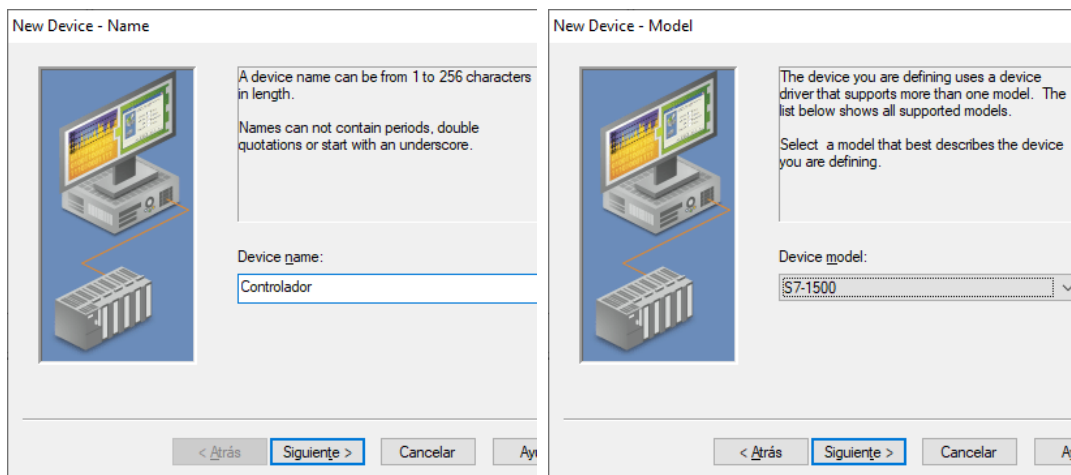 New Device - Name
A device name can be from 1 to 256 characters
in length.
Names can not contain periods, double
quotations or start with an underscore.
Device name:
Controlador
< Atrás
Siguiente >
Cancelar
New Device - Model
The device you are defining uses a device
driver that supports more than one model. The
list below shows all supported models.
Select a model that best describes the device
you are defining.
Device model:
S7-1500
< Atrás
Siguiente >
Cancelar